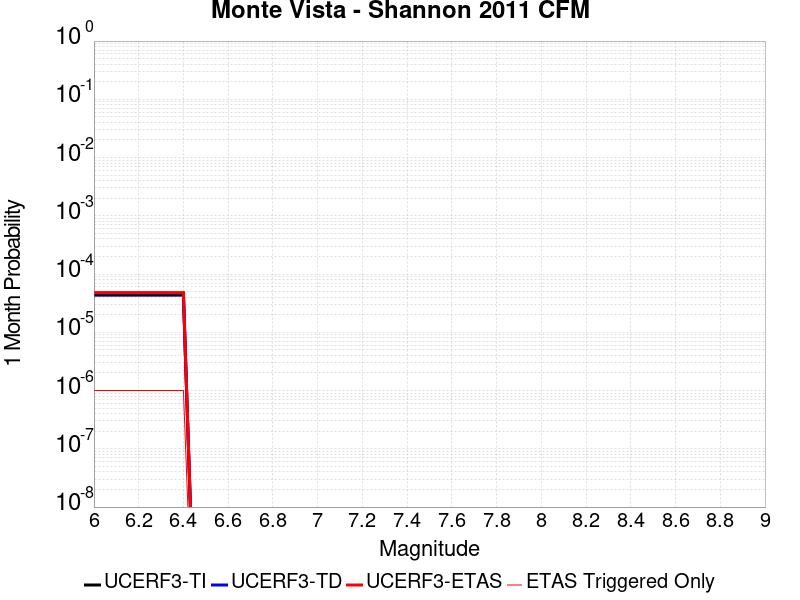 Monte Vista - Shannon 2011 CFM
10^0
10^-1
10^-2
10^-3
10^-4
10^-5
10^-6
10^-7
10^-8
1 Month Probability
6 6.2 6.4 6.6 6.8 7 7.2 7.4 7.6 7.8 8 8.2 8.4 8.6 8.8 9
Magnitude
UCERF3-TI UCERF3-TD UCERF3-ETAS ETAS Triggered Only